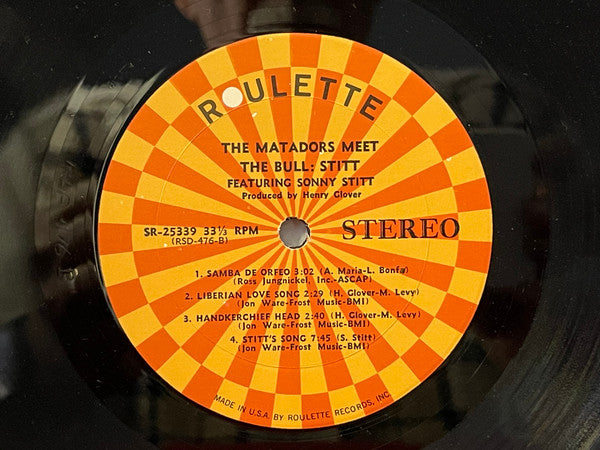 ROULETTE
THE MATADORS MEET
THE BULL: STITT
FEATURING SONNY STITT
Produced by Henry Glover
SR-25339 33⅓ RPM
(RSD-476-B)
STEREO
1. SAMBA DE ORFEO 3:02 (A. Maria-L. Bonfa)
(Ross Jungnickel, Inc.-ASCAP)
2. LIBERIAN LOVE SONG 2:29 (H. Glover-M. Levy)
(Jon Ware-Frost Music-BMI)
3. HANDKERCHIEF HEAD 2:40 (H. Glover-M. Levy)
(Jon Ware-Frost Music-BMI)
4. STITT'S SONG 7:45 (S. Stitt)
(Jon Ware-Frost Music-BMI)
MADE IN U.S.A. BY ROULETTE RECORDS, INC.